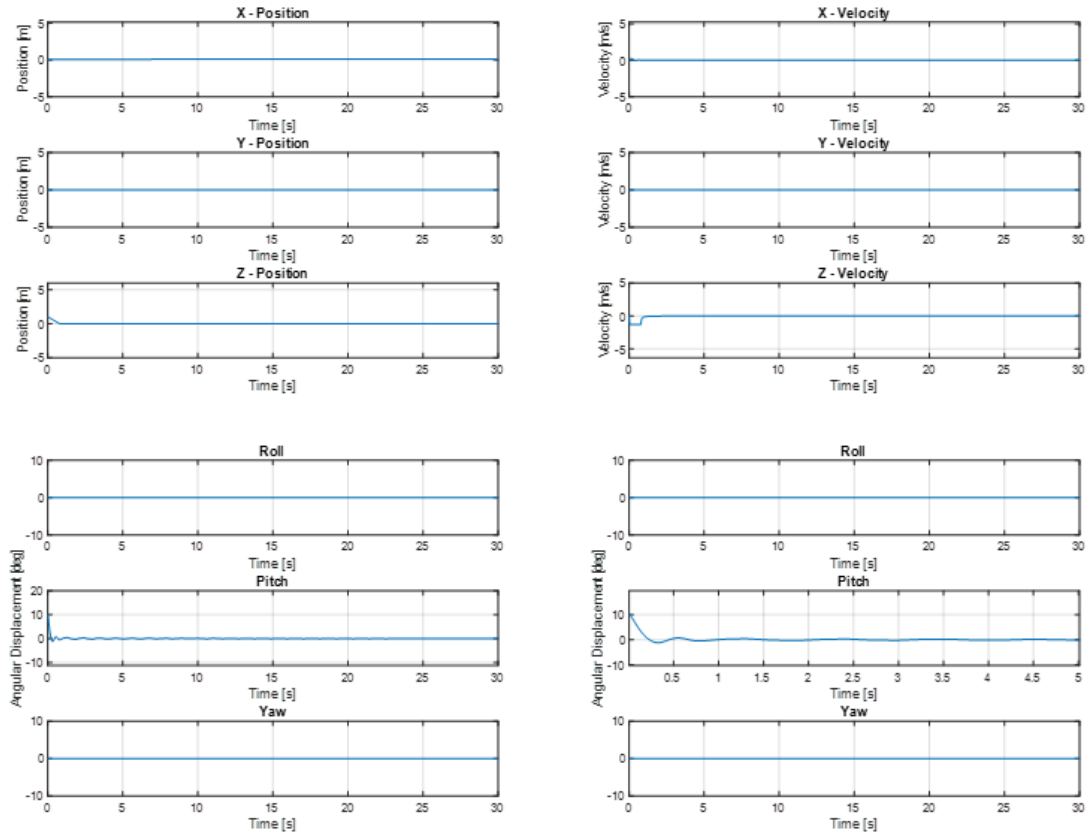 X - Position
Position [m]
5
0
-5
0 5 10 15 20 25 30
Time [s]
X - Velocity
Velocity [m/s]
5
0
-5
0 5 10 15 20 25 30
Time [s]
Y - Position
Position [m]
5
0
-5
0 5 10 15 20 25 30
Time [s]
Y - Velocity
Velocity [m/s]
5
0
-5
0 5 10 15 20 25 30
Time [s]
Z - Position
Position [m]
5
0
-5
0 5 10 15 20 25 30
Time [s]
Z - Velocity
Velocity [m/s]
0
-5
0 5 10 15 20 25 30
Time [s]
Roll
10
0
-10
0 5 10 15 20 25 30
Time [s]
Roll
10
0
-10
0 5 10 15 20 25 30
Time [s]
Pitch
Angular Displacement [deg]
20
10
0
-10
0 5 10 15 20 25 30
Time [s]
Pitch
Angular Displacement [deg]
10
0
-10
0.5 1 1.5 2 2.5 3 3.5 4 4.5 5
Time [s]
Yaw
10
0
-10
0 5 10 15 20 25 30
Time [s]
Yaw
10
0
-10
0 5 10 15 20 25 30
Time [s]